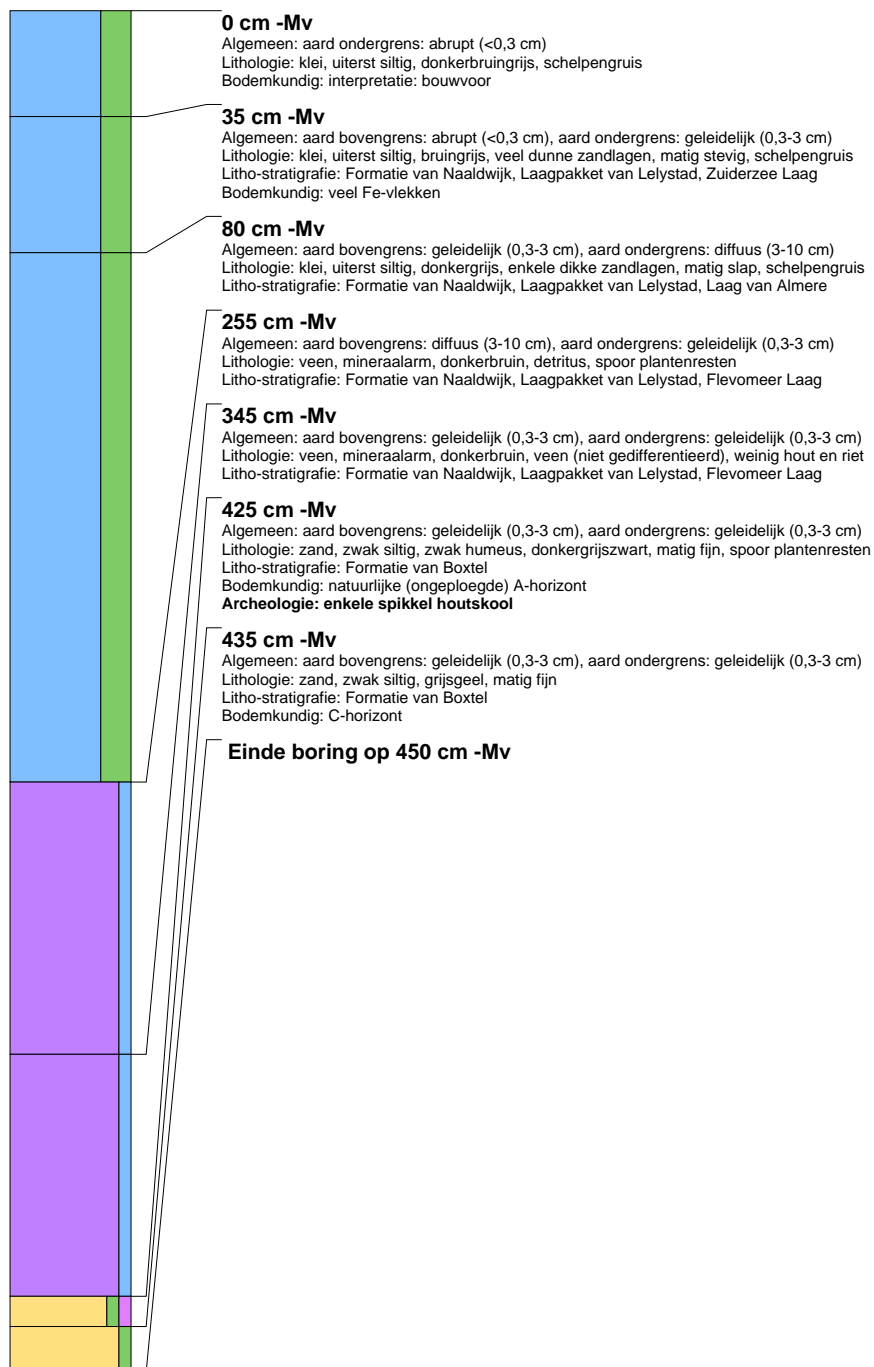 0 cm -Mv
Algemeen: aard ondergrens: abrupt (<0,3 cm)
Lithologie: klei, uiterst siltig, donkerbruingrijs, schelpengruis
Bodemkundig: interpretatie: bouwvoor
35 cm -Mv
Algemeen: aard bovengrens: abrupt (<0,3 cm), aard ondergrens: geleidelijk (0,3-3 cm)
Lithologie: klei, uiterst siltig, bruingrijs, veel dunne zandlagen, matig stevig, schelpengruis
Litho-stratigrafie: Formatie van Naaldwijk, Laagpakket van Lelystad, Zuiderzee Laag
Bodemkundig: veel Fe-vlekken
80 cm -Mv
Algemeen: aard bovengrens: geleidelijk (0,3-3 cm), aard ondergrens: diffuus (3-10 cm)
Lithologie: klei, uiterst siltig, donkergrijs, enkele dikke zandlagen, matig slap, schelpengruis
Litho-stratigrafie: Formatie van Naaldwijk, Laagpakket van Lelystad, Laag van Almere
255 cm -Mv
Algemeen: aard bovengrens: diffuus (3-10 cm), aard ondergrens: geleidelijk (0,3-3 cm)
Lithologie: veen, mineraalarm, donkerbruin, detritus, spoor plantenresten
Litho-stratigrafie: Formatie van Naaldwijk, Laagpakket van Lelystad, Flevomeer Laag
345 cm -Mv
Algemeen: aard bovengrens: geleidelijk (0,3-3 cm), aard ondergrens: geleidelijk (0,3-3 cm)
Lithologie: veen, mineraalarm, donkerbruin, veen (niet gedifferentieerd), weinig hout en riet
Litho-stratigrafie: Formatie van Naaldwijk, Laagpakket van Lelystad, Flevomeer Laag
425 cm -Mv
Algemeen: aard bovengrens: geleidelijk (0,3-3 cm), aard ondergrens: geleidelijk (0,3-3 cm)
Lithologie: zand, zwak siltig, zwak humeus, donkergrijszwart, matig fijn, spoor plantenresten
Litho-stratigrafie: Formatie van Boxtel
Bodemkundig: natuurlijke (ongeploegde) A-horizont
Archeologie: enkele spikkel houtskool
435 cm -Mv
Algemeen: aard bovengrens: geleidelijk (0,3-3 cm), aard ondergrens: geleidelijk (0,3-3 cm)
Lithologie: zand, zwak siltig, grijsgeel, matig fijn
Litho-stratigrafie: Formatie van Boxtel
Bodemkundig: C-horizont
Einde boring op 450 cm -Mv